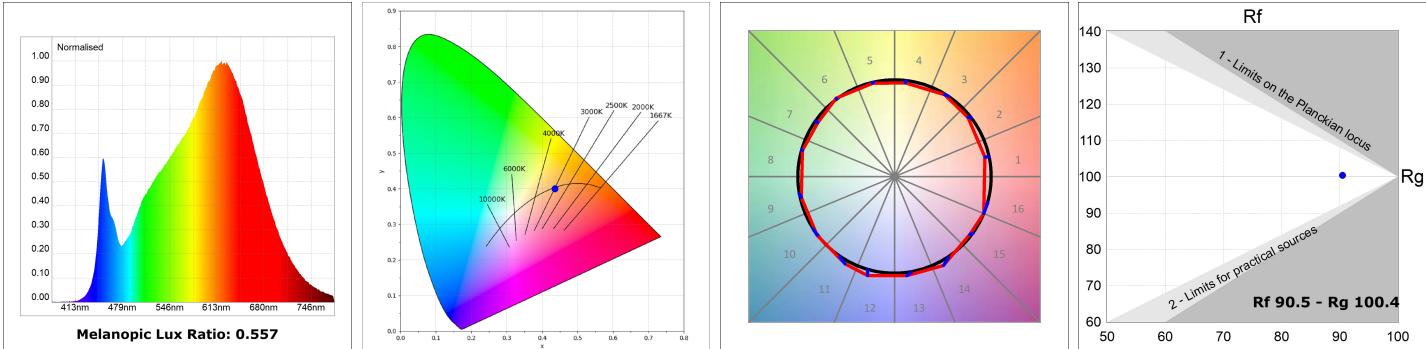 Normalised
1.00
0.90
0.80
0.70
0.60
0.50
0.40
0.30
0.20
0.10
0.00
413nm 479nm 546nm 613nm 680nm 746nm
Melanopic Lux Ratio: 0.557
0.9
0.8
0.7
0.6
0.5
0.4
0.3
0.2
0.1
0.0
y
0.0 0.1 0.2 0.3 0.4 0.5 0.6 0.7 0.8
x
2500K
3000K
2000K
1667K
4000K
6000K
10000K
1
2
3
4
5
6
7
8
9
10
11
12
13
14
15
16
Rf
140
130
120
110
100
90
80
70
60
Rg
1 - Limits on the Planckian locus
2 - Limits for practical sources
Rf 90.5 - Rg 100.4
50 60 70 80 90 100